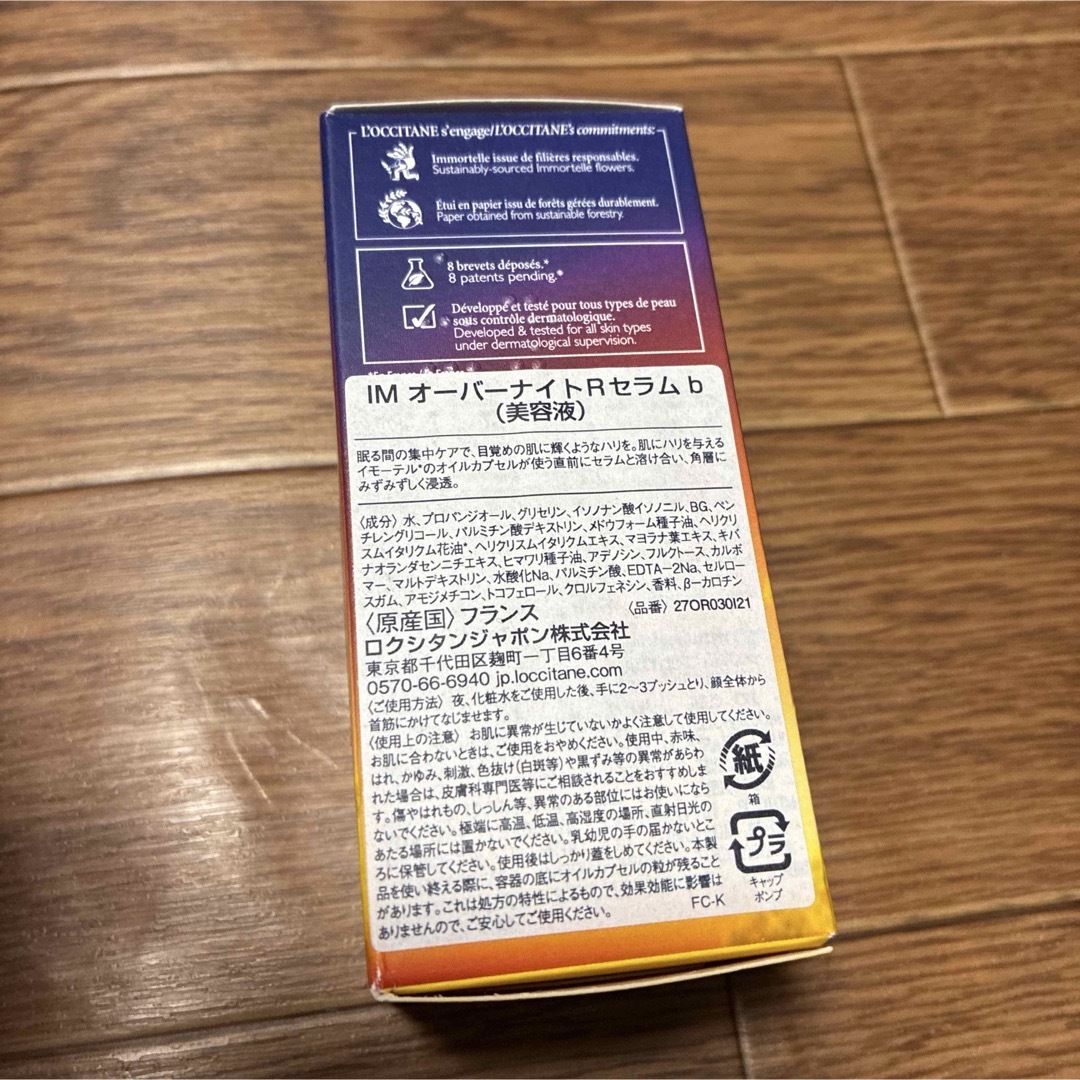 L'OCCITANE s'engage/L'OCCITANE's commitments:
Immortelle issue de filières responsables.
Sustainably-sourced Immortelle flowers.
Étui en papier issu de forêts gérées durablement.
Paper obtained from sustainable forestry.
8 brevets déposés.*
8 patents pending.*
Développé et testé pour tous types de peau
sous contrôle dermatologique.
Developed & tested for all skin types
under dermatological supervision.
IM オーバーナイトRセラム b
（美容液）
眠る間の集中ケアで、目覚めの肌に輝くようなハリを。肌にハリを与える
イモーテル*のオイルカプセルが使う直前にセラムと溶け合い、角層に
みずみずしく浸透。
〈成分〉水、プロパンジオール、グリセリン、イソノナン酸イソノニル、BG、ペン
チレングリコール、パルミチン酸デキストリン、メドウフォーム種子油、ヘリクリ
スムイタリクム花油*、ヘリクリスムイタリクムエキス、マヨラナ葉エキス、キバ
ナオランダセンニチエキス、ヒマワリ種子油、アデノシン、フルクトース、カルボ
マー、マルトデキストリン、水酸化Na、パルミチン酸、EDTA-2Na、セルロー
スガム、アモジメチコン、トコフェロール、クロルフェネシン、香料、β-カロチン
〈原産国〉フランス
〈品番〉27OR030I21
ロクシタンジャポン株式会社
東京都千代田区麹町一丁目6番4号
0570-66-6940 jp.loccitane.com
〈ご使用方法〉夜、化粧水をご使用した後、手に2〜3プッシュとり、顔全体から
首筋にかけてなじませます。
〈使用上の注意〉お肌に異常が生じていないかよく注意して使用してください。
お肌に合わないときは、ご使用をおやめください。使用中、赤味、
はれ、かゆみ、刺激、色抜け(白斑等)や黒ずみ等の異常があらわ
れた場合は、皮膚科専門医等にご相談されることをおすすめしま
す。傷やはれもの、しっしん等、異常のある部位にはお使いになら
ないでください。極端に高温、低温、高湿度の場所、直射日光の
あたる場所には置かないでください。乳幼児の手の届かないとこ
ろに保管してください。使用後はしっかり蓋をしめてください。本製
品を使い終える際に、容器の底にオイルカプセルの粒が残ること
があります。これは処方の特性によるもので、効果効能に影響は
ありませんので、ご安心してご使用ください。
FC-K
紙
箱
プラ
キャップ
ポンプ